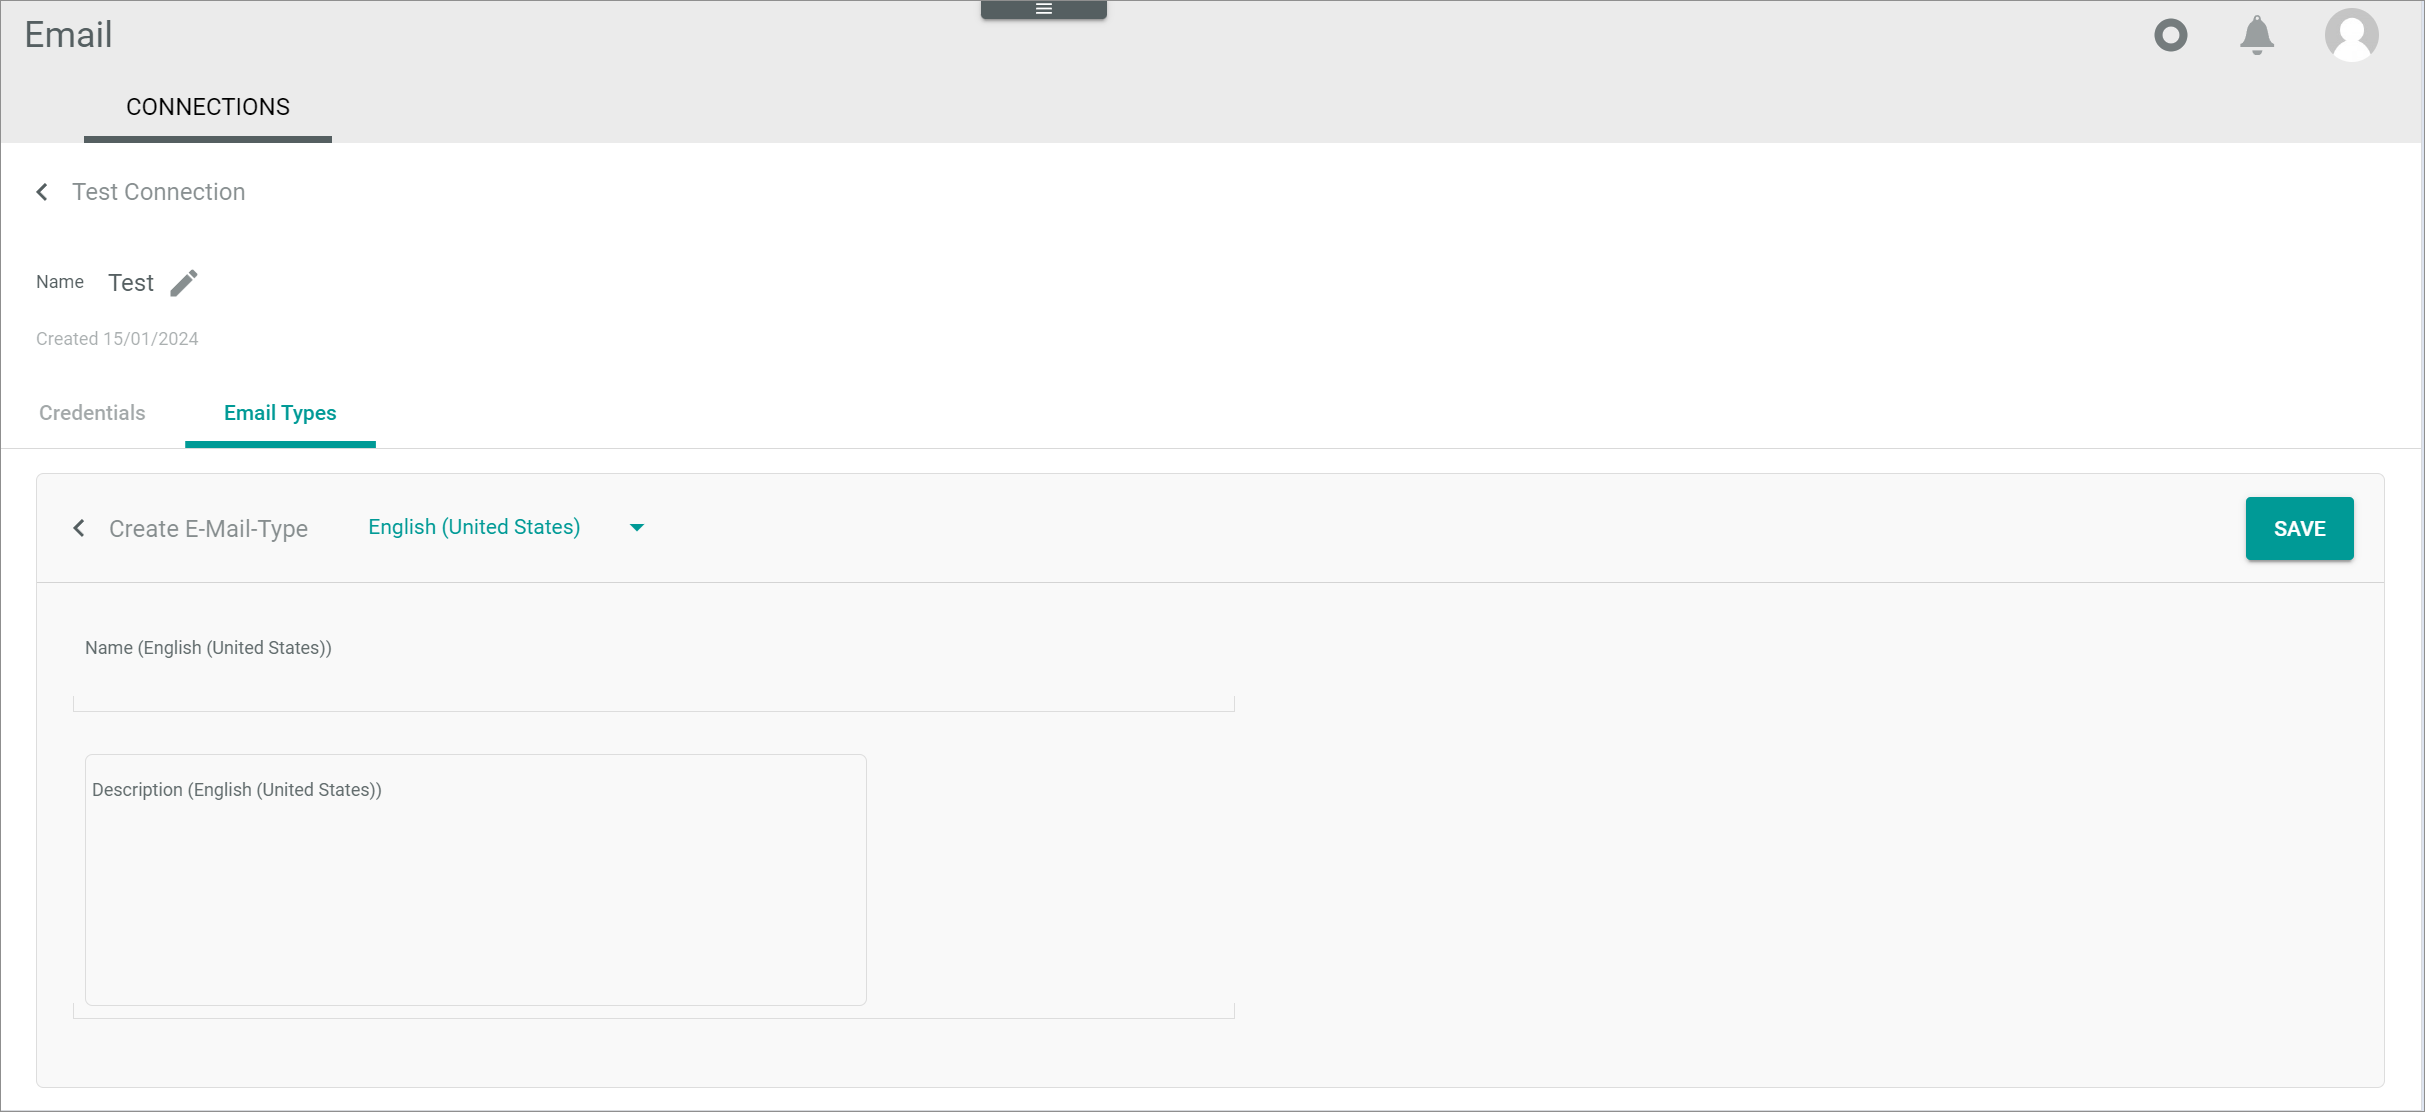 Email
CONNECTIONS
Test Connection
Name Test
Created 15/01/2024
Credentials Email Types
Create E-Mail-Type English (United States) SAVE
Name (English (United States))
Description (English (United States))